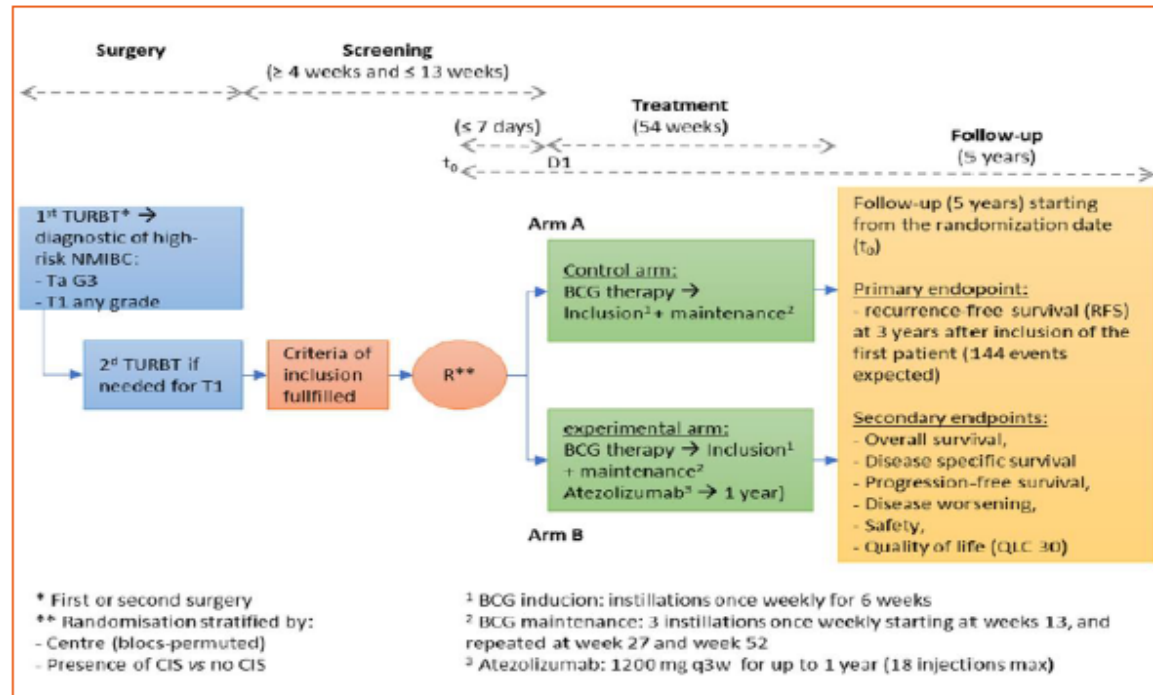 Surgery
Screening
(≥ 4 weeks and ≤ 13 weeks)
Treatment
(54 weeks)
(≤ 7 days)
Follow-up
(5 years)
t₀
D1
1st TURBT* →
diagnostic of high-
risk NMIBC:
- Ta G3
- T1 any grade
2d TURBT if
needed for T1
Criteria of
inclusion
fullfilled
R**
Arm A
Control arm:
BCG therapy →
Inclusion¹ + maintenance²
experimental arm:
BCG therapy → Inclusion¹
+ maintenance²
Atezolizumab³ → 1 year)
Arm B
Follow-up (5 years) starting
from the randomization date
(t₀)
Primary endopoint:
- recurrence-free survival (RFS)
at 3 years after inclusion of the
first patient (144 events
expected)
Secondary endpoints:
- Overall survival,
- Disease specific survival
- Progression-free survival,
- Disease worsening,
- Safety,
- Quality of life (QLC 30)
* First or second surgery
** Randomisation stratified by:
- Centre (blocs-permuted)
- Presence of CIS vs no CIS
¹ BCG inducion: instillations once weekly for 6 weeks
² BCG maintenance: 3 instillations once weekly starting at weeks 13, and
repeated at week 27 and week 52
³ Atezolizumab: 1200 mg q3w for up to 1 year (18 injections max)